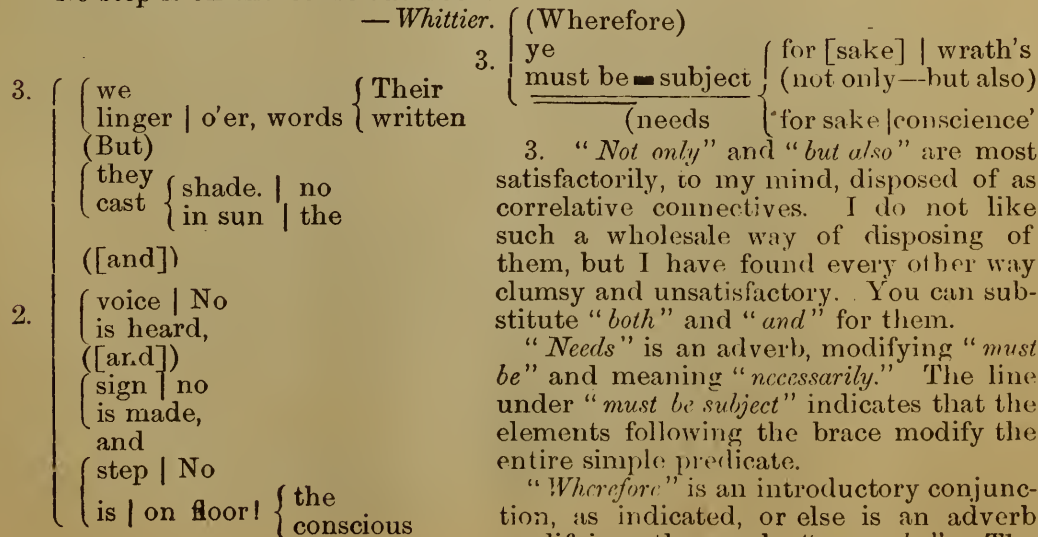 — Whittier.
3.
we
linger | o'er, words
Their
written
(But)
they
cast
shade. | no
in sun | the
([and])
2.
voice | No
is heard,
([and])
sign | no
is made,
and
step | No
is | on floor!
the
conscious
3.
(Wherefore)
ye
must be subject
for [sake] | wrath's
(not only—but also)
for sake |conscience'
(needs
3. "Not only" and "but also" are most
satisfactorily, to my mind, disposed of as
correlative connectives. I do not like
such a wholesale way of disposing of
them, but I have found every other way
clumsy and unsatisfactory. You can sub-
stitute "both" and "and" for them.
"Needs" is an adverb, modifying "must
be" and meaning "necessarily." The line
under "must be subject" indicates that the
elements following the brace modify the
entire simple predicate.
"Wherefore" is an introductory conjunc-
tion, as indicated, or else is an adverb